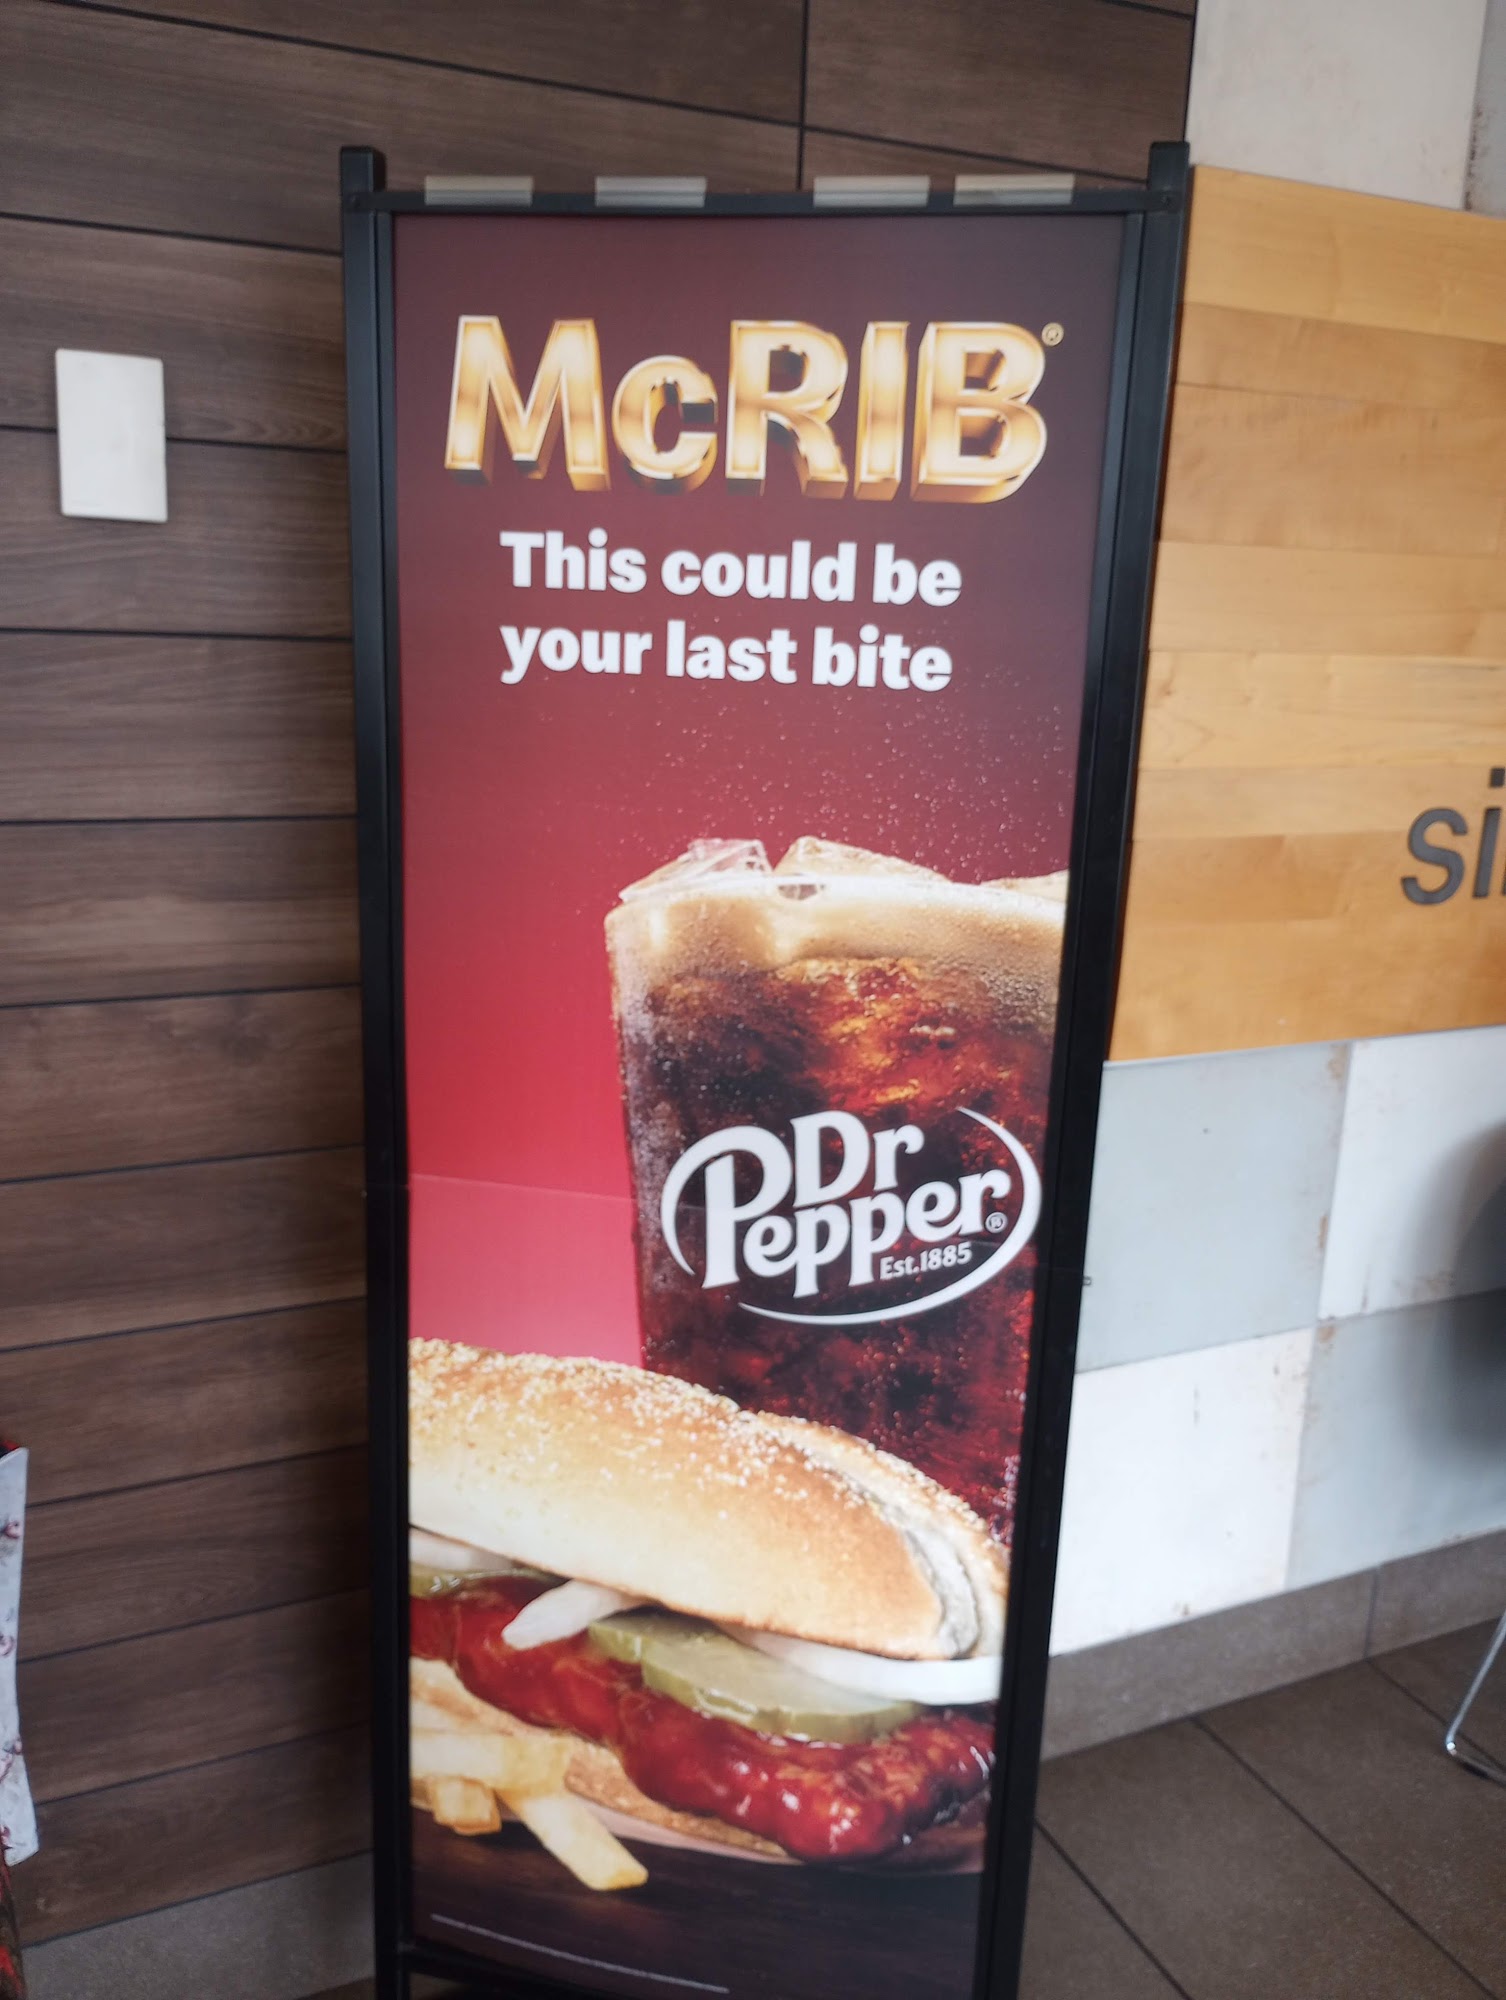 McRIB®
This could be
your last bite
Dr
Pepper®
Est.1885